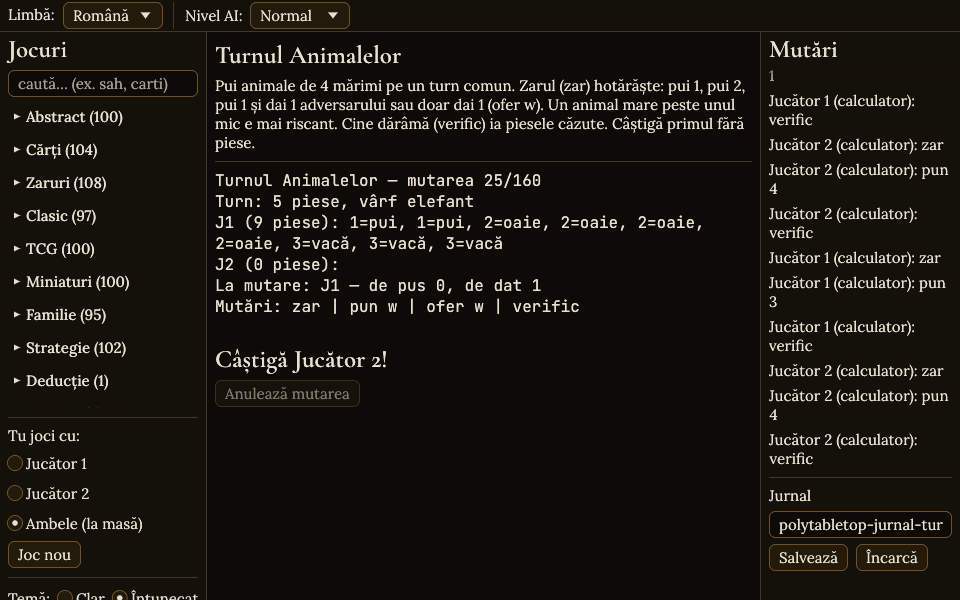 Limbă: Română Nivel AI: Normal
Jocuri
caută... (ex. sah, carti)
Abstract (100)
Cărți (104)
Zaruri (108)
Clasic (97)
TCG (100)
Miniaturi (100)
Familie (95)
Strategie (102)
Deducție (1)
Tu joci cu:
Jucător 1
Jucător 2
Ambele (la masă)
Joc nou
Temă: Clar Întunecat
Turnul Animalelor
Pui animale de 4 mărimi pe un turn comun. Zarul (zar) hotărăște: pui 1, pui 2,
pui 1 și dai 1 adversarului sau doar dai 1 (ofer w). Un animal mare peste unul
mic e mai riscant. Cine dărâmă (verific) ia piesele căzute. Câștigă primul fără
piese.
Turnul Animalelor — mutarea 25/160
Turn: 5 piese, vârf elefant
J1 (9 piese): 1=pui, 1=pui, 2=oaie, 2=oaie, 2=oaie,
2=oaie, 3=vacă, 3=vacă, 3=vacă
J2 (0 piese):
La mutare: J1 — de pus 0, de dat 1
Mutări: zar | pun w | ofer w | verific
Câștigă Jucător 2!
Anulează mutarea
Mutări
1
Jucător 1 (calculator):
verific
Jucător 2 (calculator): zar
Jucător 2 (calculator): pun
4
Jucător 2 (calculator):
verific
Jucător 1 (calculator): zar
Jucător 1 (calculator): pun
3
Jucător 1 (calculator):
verific
Jucător 2 (calculator): zar
Jucător 2 (calculator): pun
4
Jucător 2 (calculator):
verific
Jurnal
polytabletop-jurnal-tur
Salvează Încarcă